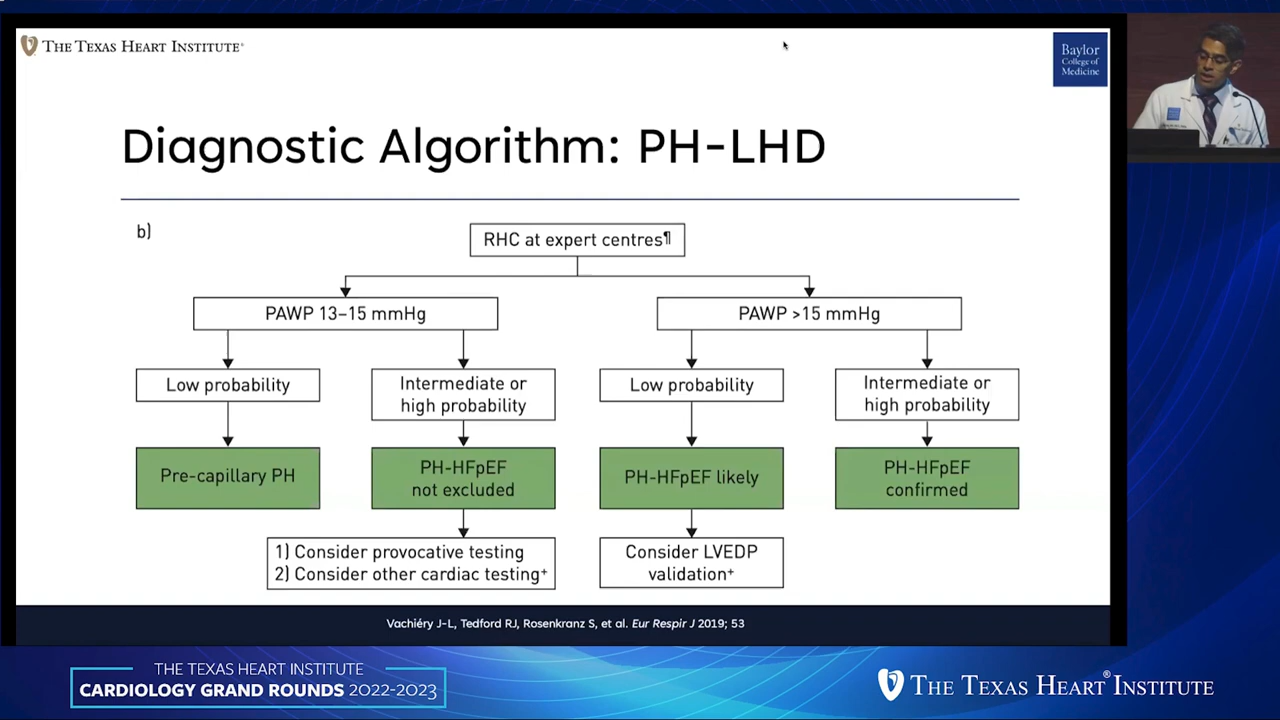 THE TEXAS HEART INSTITUTE®
Baylor
College of
Medicine
Diagnostic Algorithm: PH-LHD
b)
RHC at expert centres¶
PAWP 13–15 mmHg
PAWP >15 mmHg
Low probability
Intermediate or
high probability
Low probability
Intermediate or
high probability
Pre-capillary PH
PH-HFpEF
not excluded
PH-HFpEF likely
PH-HFpEF
confirmed
1) Consider provocative testing
2) Consider other cardiac testing⁺
Consider LVEDP
validation⁺
Vachiéry J-L, Tedford RJ, Rosenkranz S, et al. Eur Respir J 2019; 53
THE TEXAS HEART INSTITUTE
CARDIOLOGY GRAND ROUNDS 2022-2023
THE TEXAS HEART® INSTITUTE